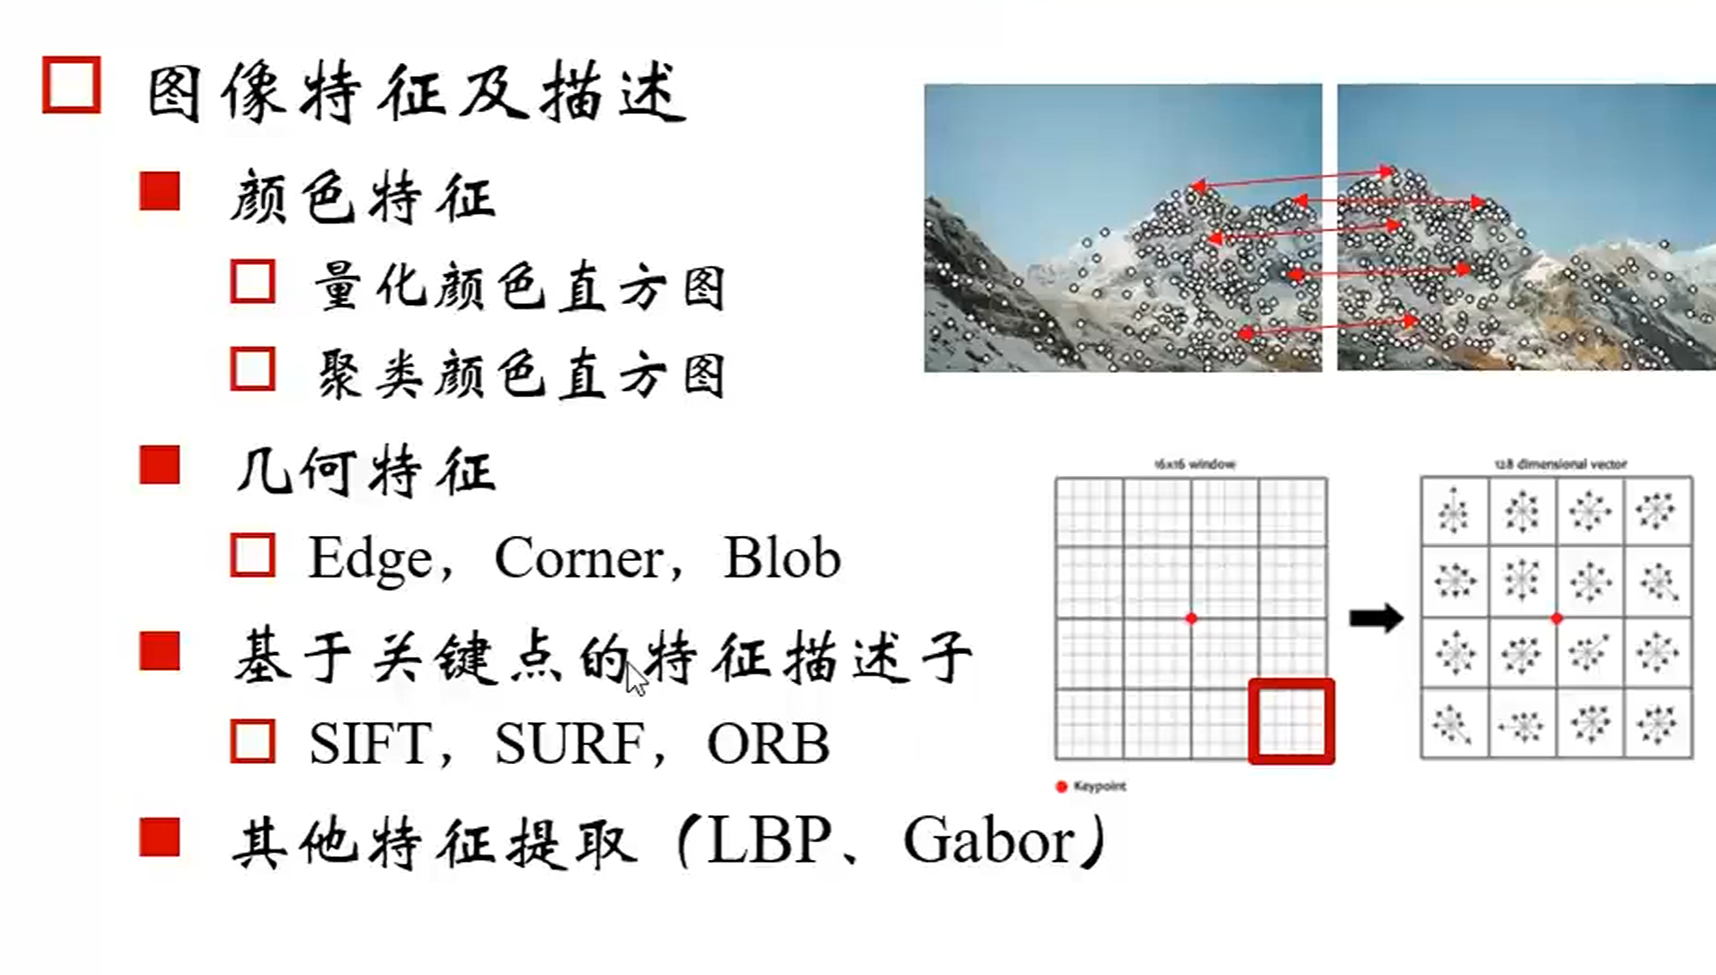 图像特征及描述
颜色特征
量化颜色直方图
聚类颜色直方图
几何特征
Edge，Corner，Blob
基于关键点的特征描述子
SIFT，SURF，ORB
其他特征提取（LBP、Gabor）
16x16 window
128 dimensional vector
Keypoint